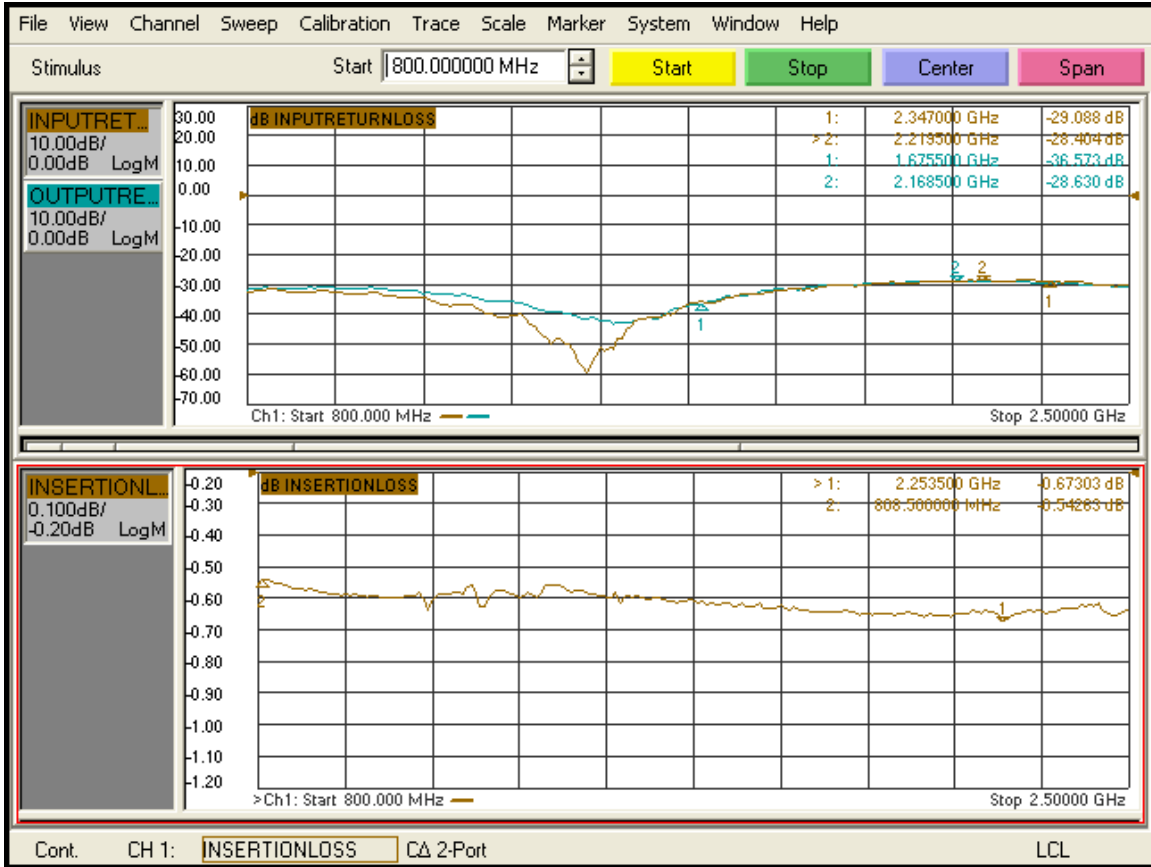 File View Channel Sweep Calibration Trace Scale Marker System Window Help
Stimulus Start 800.000000 MHz Start Stop Center Span
INPUTRET...
10.00dB/
0.00dB LogM
OUTPUTRE...
10.00dB/
0.00dB LogM
30.00
20.00
10.00
0.00
-10.00
-20.00
-30.00
-40.00
-50.00
-60.00
-70.00
dB INPUTRETURNLOSS
1: 2.347000 GHz -29.088 dB
> 2: 2.219500 GHz -28.404 dB
1: 1.675500 GHz -36.573 dB
2: 2.168500 GHz -28.630 dB
2 2
1 1
Ch1: Start 800.000 MHz Stop 2.50000 GHz
INSERTIONL...
0.100dB/
-0.20dB LogM
-0.20
-0.30
-0.40
-0.50
-0.60
-0.70
-0.80
-0.90
-1.00
-1.10
-1.20
dB INSERTIONLOSS
> 1: 2.253500 GHz -0.67303 dB
2: 808.500000 MHz -0.54263 dB
2 1
>Ch1: Start 800.000 MHz Stop 2.50000 GHz
Cont. CH 1: INSERTIONLOSS CΔ 2-Port LCL